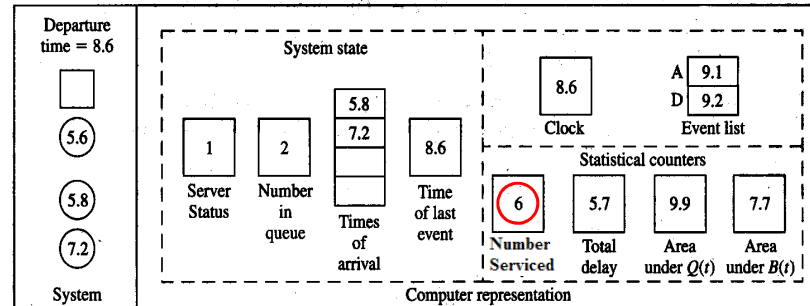 Departure
time = 8.6
5.6
5.8
7.2
System
System state
1
Server
Status
2
Number
in
queue
5.8
7.2
Times
of
arrival
8.6
Time
of last
event
8.6
Clock
A 9.1
D 9.2
Event list
Statistical counters
6
Number
Serviced
5.7
Total
delay
9.9
Area
under Q(t)
7.7
Area
under B(t)
Computer representation